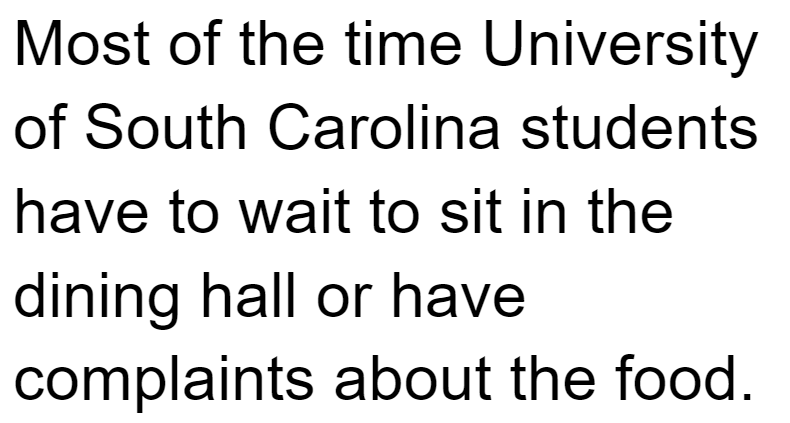 Most of the time University
of South Carolina students
have to wait to sit in the
dining hall or have
complaints about the food.